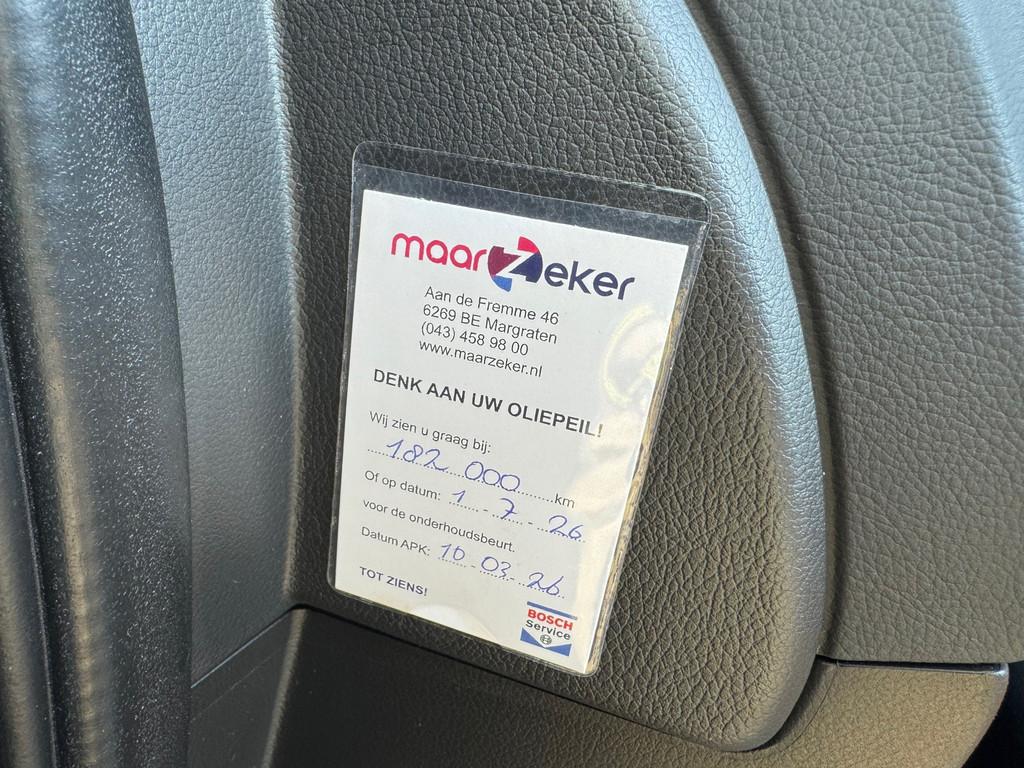 maarzeker
Aan de Fremme 46
6269 BE Margraten
(043) 458 98 00
www.maarzeker.nl
DENK AAN UW OLIEPEIL!
Wij zien u graag bij:
182 000 km
Of op datum: 1 - 7 - 26
voor de onderhoudsbeurt.
Datum APK: 10 - 03 - 26
TOT ZIENS!
BOSCH
Service